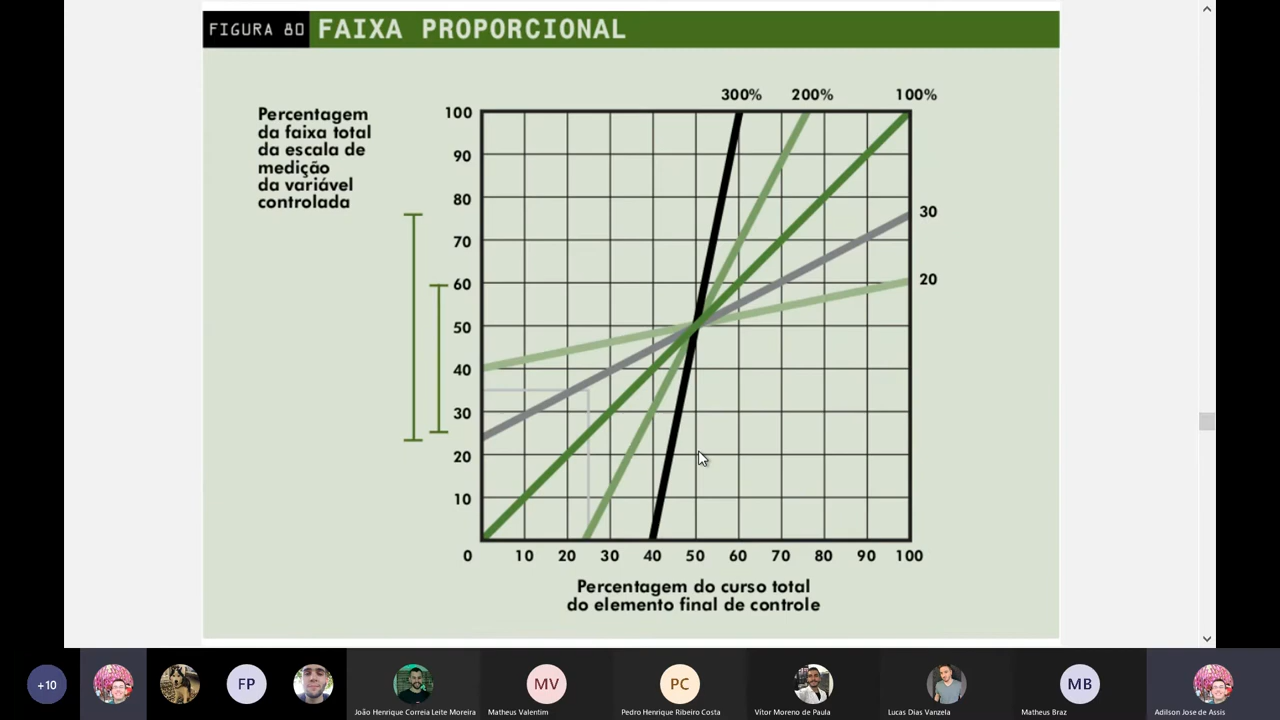 FIGURA 80 FAIXA PROPORCIONAL
Percentagem
da faixa total
da escala de
medição
da variável
controlada
300% 200% 100%
100
90
80
70
60
50
40
30
20
10
30
20
0 10 20 30 40 50 60 70 80 90 100
Percentagem do curso total
do elemento final de controle
+10
FP
João Henrique Correia Leite Moreira
MV
Matheus Valentim
PC
Pedro Henrique Ribeiro Costa
Vítor Moreno de Paula
Lucas Dias Vanzela
MB
Matheus Braz
Adilson Jose de Assis